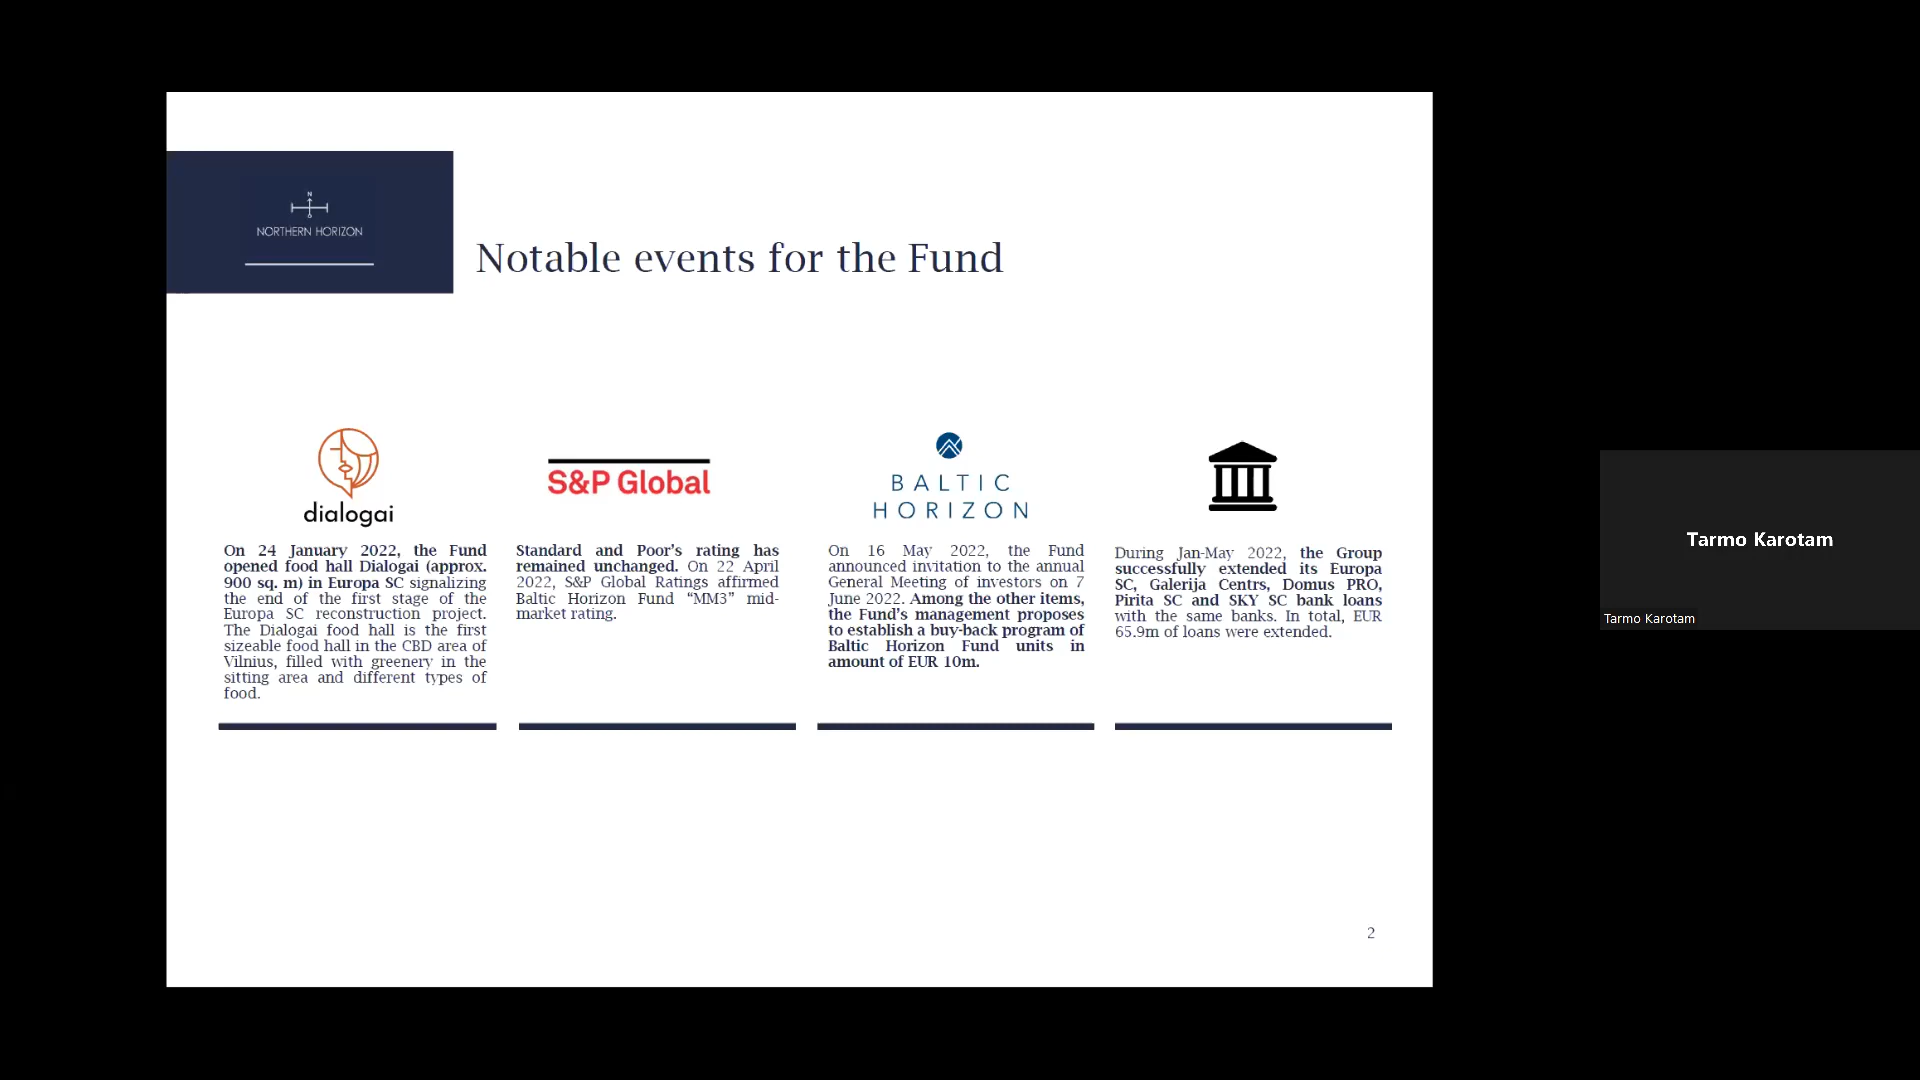 N
NORTHERN HORIZON
Notable events for the Fund
dialogai
On 24 January 2022, the Fund
opened food hall Dialogai (approx.
900 sq. m) in Europa SC signalizing
the end of the first stage of the
Europa SC reconstruction project.
The Dialogai food hall is the first
sizeable food hall in the CBD area of
Vilnius, filled with greenery in the
sitting area and different types of
food.
S&P Global
Standard and Poor's rating has
remained unchanged. On 22 April
2022, S&P Global Ratings affirmed
Baltic Horizon Fund “MM3” mid-
market rating.
BALTIC
HORIZON
On 16 May 2022, the Fund
announced invitation to the annual
General Meeting of investors on 7
June 2022. Among the other items,
the Fund's management proposes
to establish a buy-back program of
Baltic Horizon Fund units in
amount of EUR 10m.
During Jan-May 2022, the Group
successfully extended its Europa
SC, Galerija Centrs, Domus PRO,
Pirita SC and SKY SC bank loans
with the same banks. In total, EUR
65.9m of loans were extended.
2
Tarmo Karotam
Tarmo Karotam